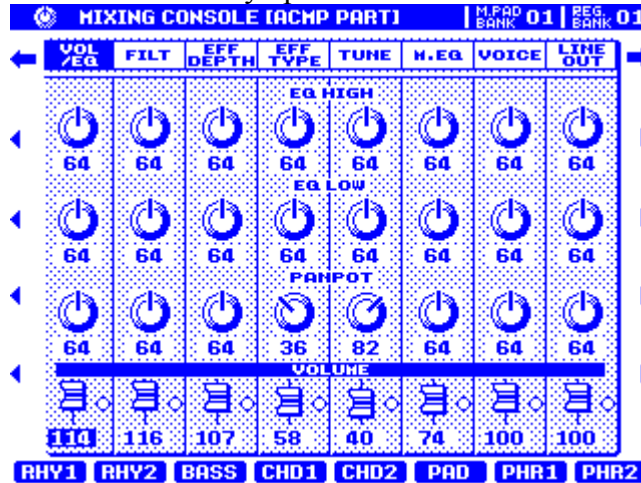 MIXING CONSOLE [ACMP PART] M.PAD BANK 01 REG. BANK 01
VOL/EQ FILT EFF DEPTH EFF TYPE TUNE M.EQ VOICE LINE OUT
EQ HIGH
64 64 64 64 64 64 64 64
EQ LOW
64 64 64 64 64 64 64 64
PANPOT
64 64 64 36 82 64 64 64
VOLUME
114 116 107 58 40 74 100 100
RHY1 RHY2 BASS CHD1 CHD2 PAD PHR1 PHR2